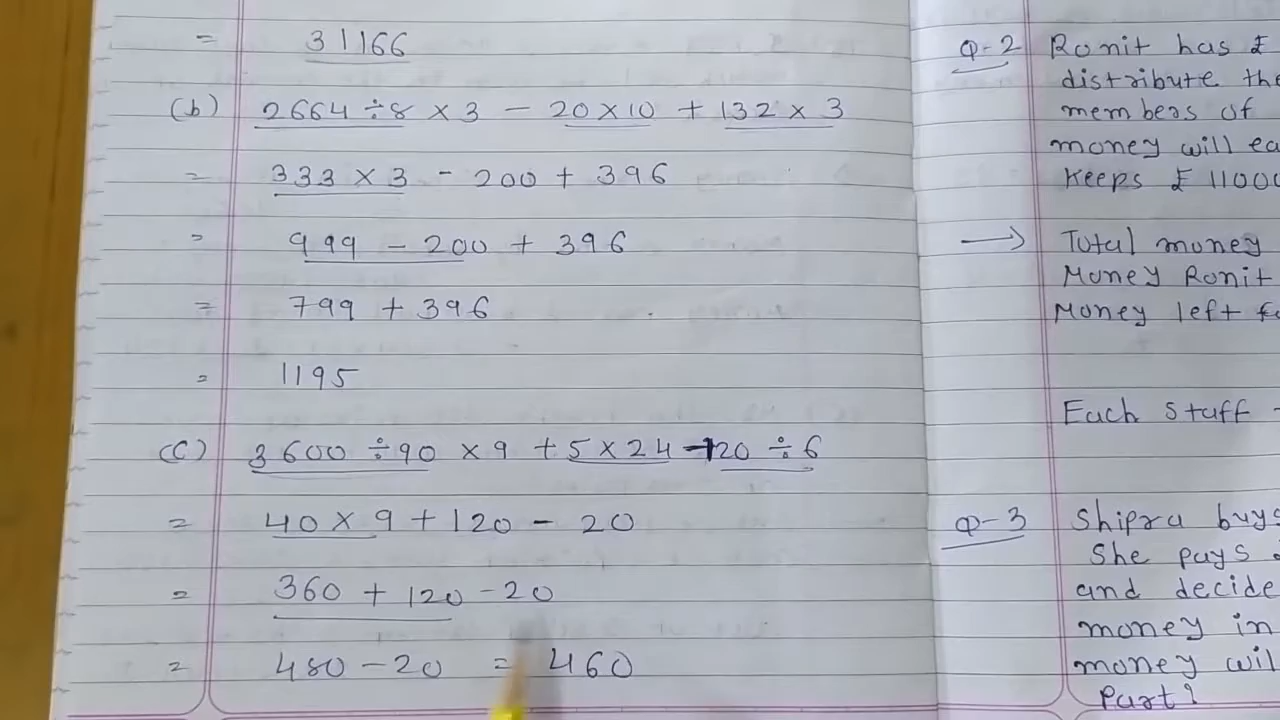 = 31166
(b) 2664 ÷ 8 × 3 - 20 × 10 + 132 × 3
= 333 × 3 - 200 + 396
= 999 - 200 + 396
= 799 + 396
= 1195
(c) 3600 ÷ 90 × 9 + 5 × 24 - 120 ÷ 6
= 40 × 9 + 120 - 20
= 360 + 120 - 20
= 480 - 20 = 460
Q-2 Ronit has ₤
distribute the
members of
money will ea
Keeps ₤ 11000
→ Total money
Money Ronit
Money left
Each Staff
Q-3 Shipra buys
She pays
and decide
money in
money wil
Part?